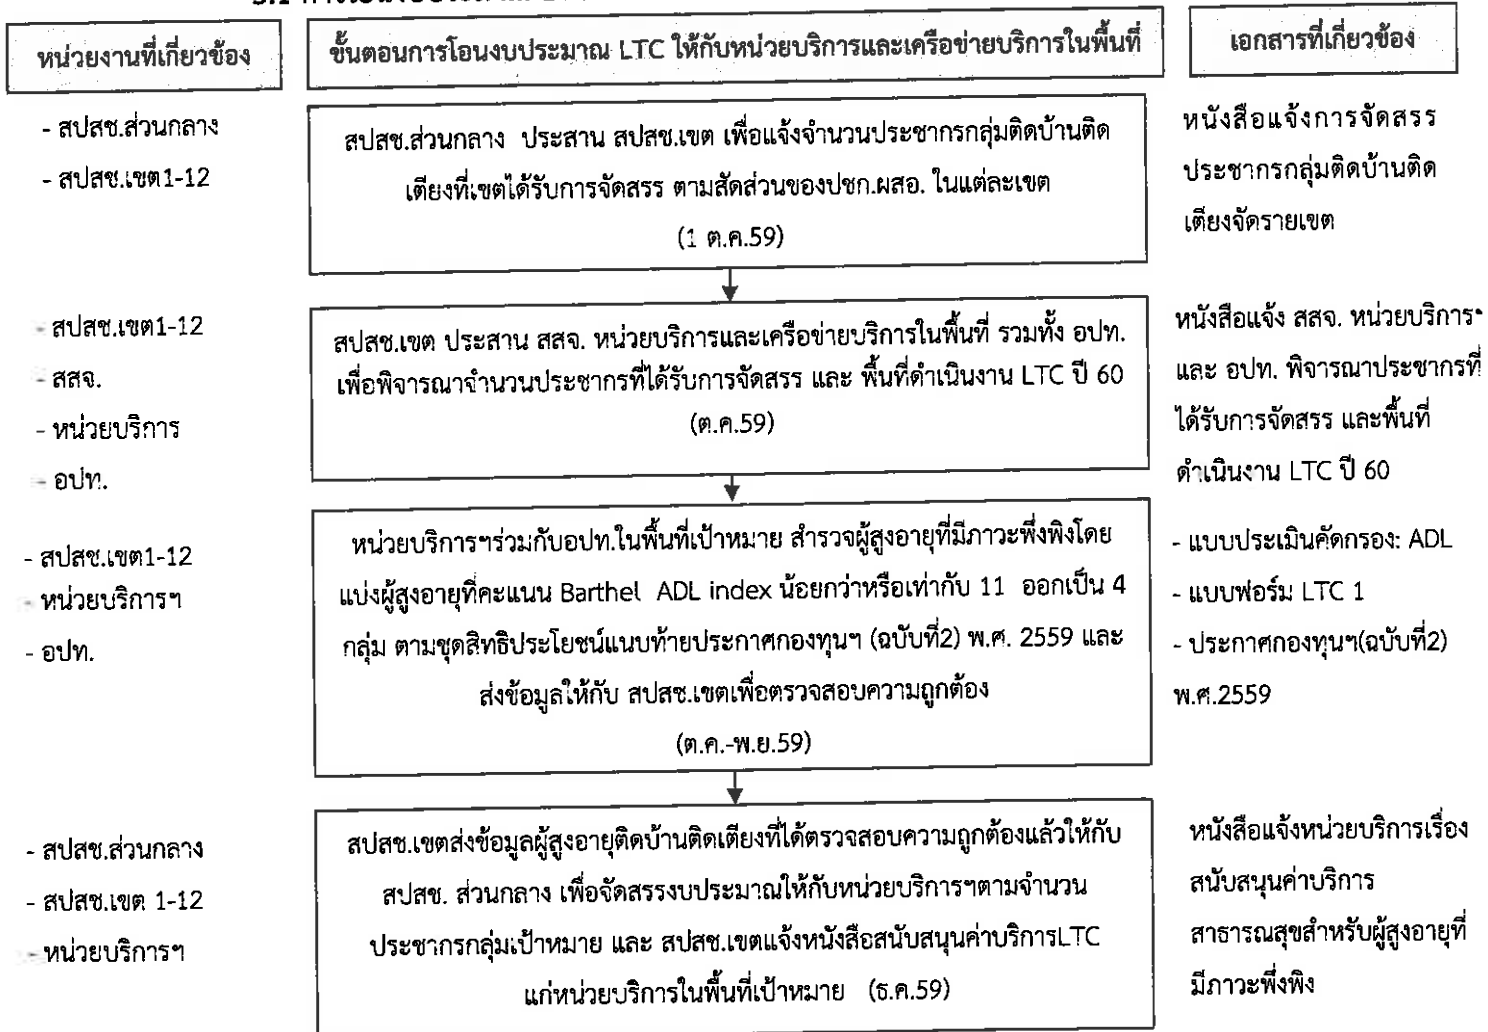 หน่วยงานที่เกี่ยวข้อง
ขั้นตอนการโอนงบประมาณ LTC ให้กับหน่วยบริการและเครือข่ายบริการในพื้นที่
เอกสารที่เกี่ยวข้อง
- สปสช.ส่วนกลาง
- สปสช.เขต1-12
สปสช.ส่วนกลาง ประสาน สปสช.เขต เพื่อแจ้งจำนวนประชากรกลุ่มติดบ้านติด
เตียงที่เขตได้รับการจัดสรร ตามสัดส่วนของปชก.ผสอ. ในแต่ละเขต
(1 ต.ค.59)
หนังสือแจ้งการจัดสรร
ประชากรกลุ่มติดบ้านติด
เตียงจัดรายเขต
- สปสช.เขต1-12
- สสจ.
- หน่วยบริการ
- อปท.
สปสช.เขต ประสาน สสจ. หน่วยบริการและเครือข่ายบริการในพื้นที่ รวมทั้ง อปท.
เพื่อพิจารณาจำนวนประชากรที่ได้รับการจัดสรร และ พื้นที่ดำเนินงาน LTC ปี 60
(ต.ค.59)
หนังสือแจ้ง สสจ. หน่วยบริการฯ
และ อปท. พิจารณาประชากรที่
ได้รับการจัดสรร และพื้นที่
ดำเนินงาน LTC ปี 60
- สปสช.เขต1-12
- หน่วยบริการฯ
- อปท.
หน่วยบริการฯร่วมกับอปท.ในพื้นที่เป้าหมาย สำรวจผู้สูงอายุที่มีภาวะพึ่งพิงโดย
แบ่งผู้สูงอายุที่คะแนน Barthel ADL index น้อยกว่าหรือเท่ากับ 11 ออกเป็น 4
กลุ่ม ตามชุดสิทธิประโยชน์แนบท้ายประกาศกองทุนฯ (ฉบับที่2) พ.ศ. 2559 และ
ส่งข้อมูลให้กับ สปสช.เขตเพื่อตรวจสอบความถูกต้อง
(ต.ค.-พ.ย.59)
- แบบประเมินคัดกรอง: ADL
- แบบฟอร์ม LTC 1
- ประกาศกองทุนฯ(ฉบับที่2)
พ.ศ.2559
- สปสช.ส่วนกลาง
- สปสช.เขต 1-12
- หน่วยบริการฯ
สปสช.เขตส่งข้อมูลผู้สูงอายุติดบ้านติดเตียงที่ได้ตรวจสอบความถูกต้องแล้วให้กับ
สปสช. ส่วนกลาง เพื่อจัดสรรงบประมาณให้กับหน่วยบริการฯตามจำนวน
ประชากรกลุ่มเป้าหมาย และ สปสช.เขตแจ้งหนังสือสนับสนุนค่าบริการLTC
แก่หน่วยบริการในพื้นที่เป้าหมาย (ธ.ค.59)
หนังสือแจ้งหน่วยบริการเรื่อง
สนับสนุนค่าบริการ
สาธารณสุขสำหรับผู้สูงอายุที่
มีภาวะพึ่งพิง